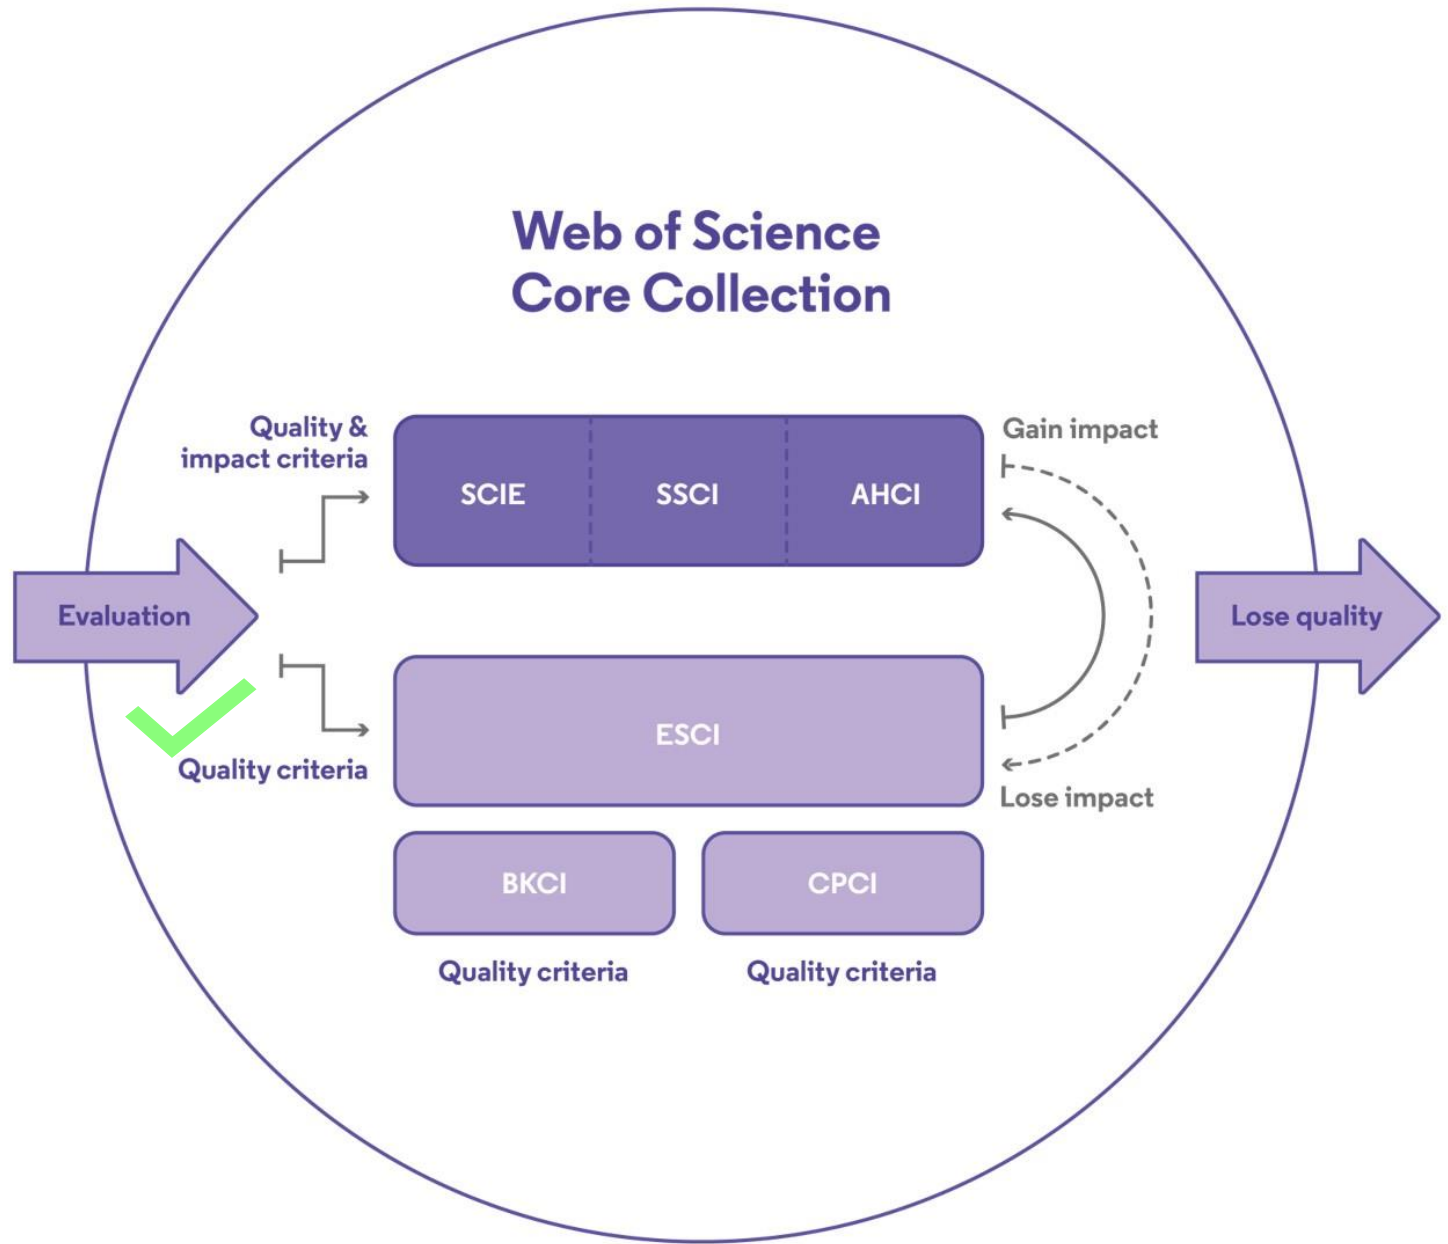 Web of Science
Core Collection
Quality &
impact criteria
SCIE
SSCI
AHCI
Gain impact
Evaluation
Lose quality
ESCI
Quality criteria
Lose impact
BKCI
CPCI
Quality criteria
Quality criteria